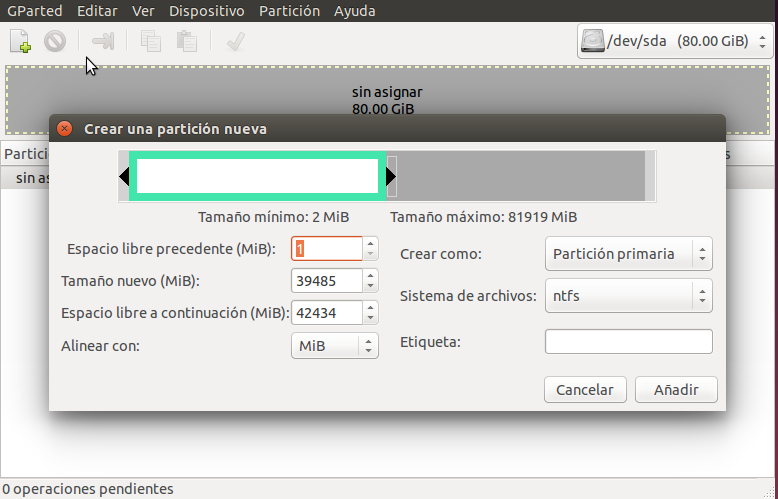 GParted Editar Ver Dispositivo Partición Ayuda
/dev/sda (80.00 GiB)
sin asignar
80.00 GiB
Crear una partición nueva
Tamaño mínimo: 2 MiB Tamaño máximo: 81919 MiB
Espacio libre precedente (MiB): 1
Crear como: Partición primaria
Tamaño nuevo (MiB): 39485
Sistema de archivos: ntfs
Espacio libre a continuación (MiB): 42434
Alinear con: MiB
Etiqueta:
Cancelar Añadir
0 operaciones pendientes